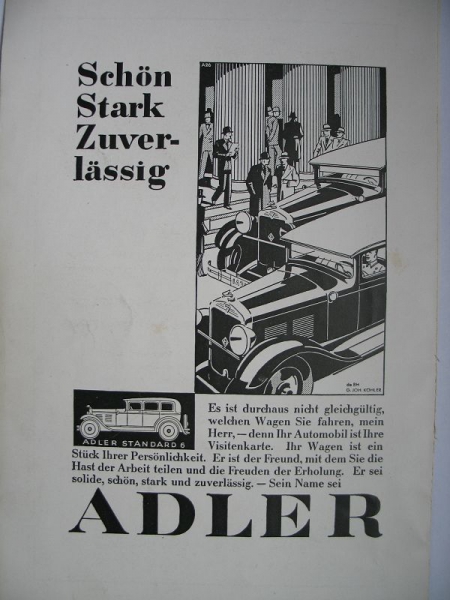 Schön
Stark
Zuver-
lässig
G. JOH. KÖHLER
ADLER STANDARD 6
Es ist durchaus nicht gleichgültig,
welchen Wagen Sie fahren, mein
Herr, — denn Ihr Automobil ist Ihre
Visitenkarte. Ihr Wagen ist ein
Stück Ihrer Persönlichkeit. Er ist der Freund, mit dem Sie die
Hast der Arbeit teilen und die Freuden der Erholung. Er sei
solide, schön, stark und zuverlässig. — Sein Name sei
ADLER